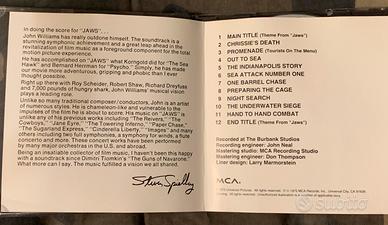 In doing the score for "JAWS"...
John Williams has really outdone himself. The soundtrack is a
stunning symphonic achievement and a great leap ahead in the
revitalization of film music as a foreground component for the total
motion picture experience.
He has accomplished on "JAWS" what Korngold did for "The Sea
Hawk" and Bernard Herrman for "Psycho". Simply, he has made
our movie more adventurous, gripping and phobic than I ever
thought possible.
Right up there with Roy Scheider, Robert Shaw, Richard Dreyfuss
and 7,000 pounds of hungry shark, John Williams' musical vision
plays a leading role.
Unlike so many traditional composer/conductors, John is an artist
of numerous styles. He is chameleon-like and vulnerable to the
impulses of the film he is about to score. His music on "JAWS" is
unlike any of his previous works including "The Reivers," "The
Cowboys," "Jane Eyre," "The Towering Inferno," "Paper Chase,"
"The Sugarland Express," "Cinderella Liberty," "Images" and many
others including two full symphonies, a symphony for winds, a flute
concerto and more. These concert works have been performed
by many major orchestras in the U.S. and abroad.
Being an insatiable collector of film music, I haven't been this happy
with a soundtrack since Dimitri Tiomkin's "The Guns of Navarone."
What more can I say. The music fulfilled a vision we all shared.
Steven Spielberg
1 MAIN TITLE (Theme From "Jaws")
2 CHRISSIE'S DEATH
3 PROMENADE (Tourists On The Menu)
4 OUT TO SEA
5 THE INDIANAPOLIS STORY
6 SEA ATTACK NUMBER ONE
7 ONE BARREL CHASE
8 PREPARING THE CAGE
9 NIGHT SEARCH
10 THE UNDERWATER SIEGE
11 HAND TO HAND COMBAT
12 END TITLE (Theme From "Jaws")
Recorded at The Burbank Studios
Recording engineer: John Neal
Mastering studio: MCA Recording Studio
Mastering engineer: Don Thompson
Liner design: Larry Marmorstein
MCA
subito